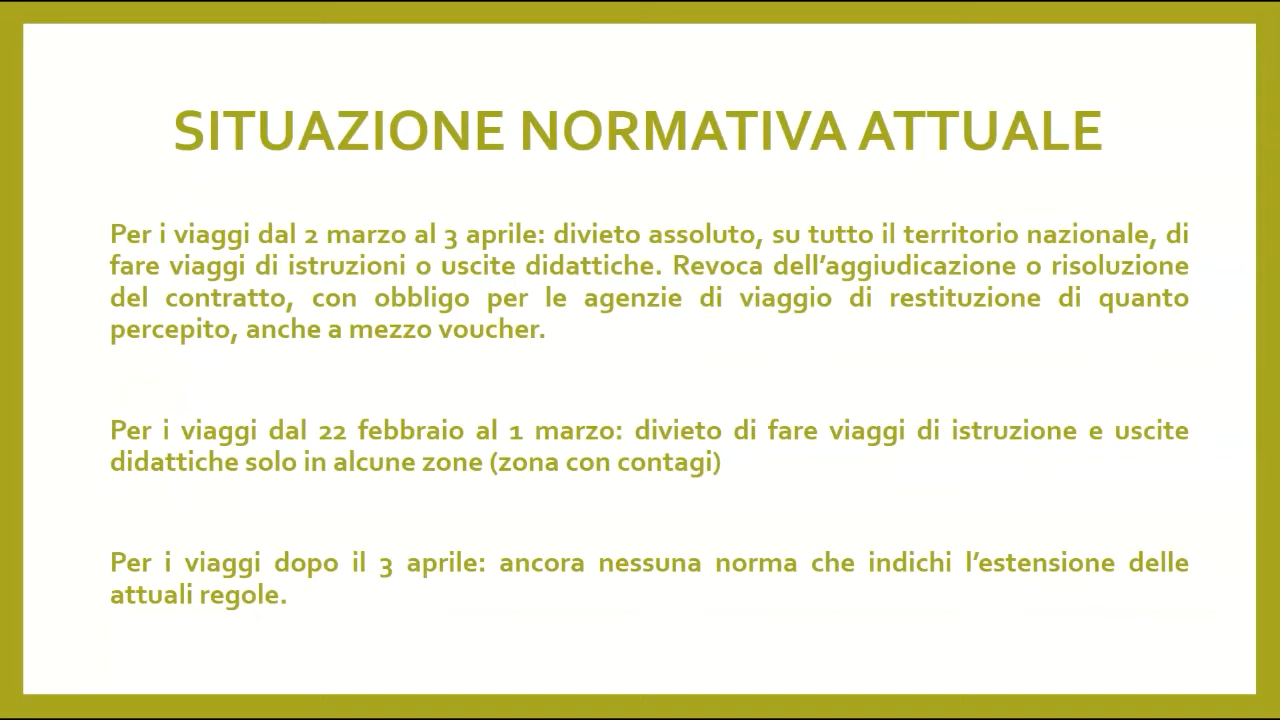 SITUAZIONE NORMATIVA ATTUALE
Per i viaggi dal 2 marzo al 3 aprile: divieto assoluto, su tutto il territorio nazionale, di
fare viaggi di istruzioni o uscite didattiche. Revoca dell’aggiudicazione o risoluzione
del contratto, con obbligo per le agenzie di viaggio di restituzione di quanto
percepito, anche a mezzo voucher.
Per i viaggi dal 22 febbraio al 1 marzo: divieto di fare viaggi di istruzione e uscite
didattiche solo in alcune zone (zona con contagi)
Per i viaggi dopo il 3 aprile: ancora nessuna norma che indichi l’estensione delle
attuali regole.